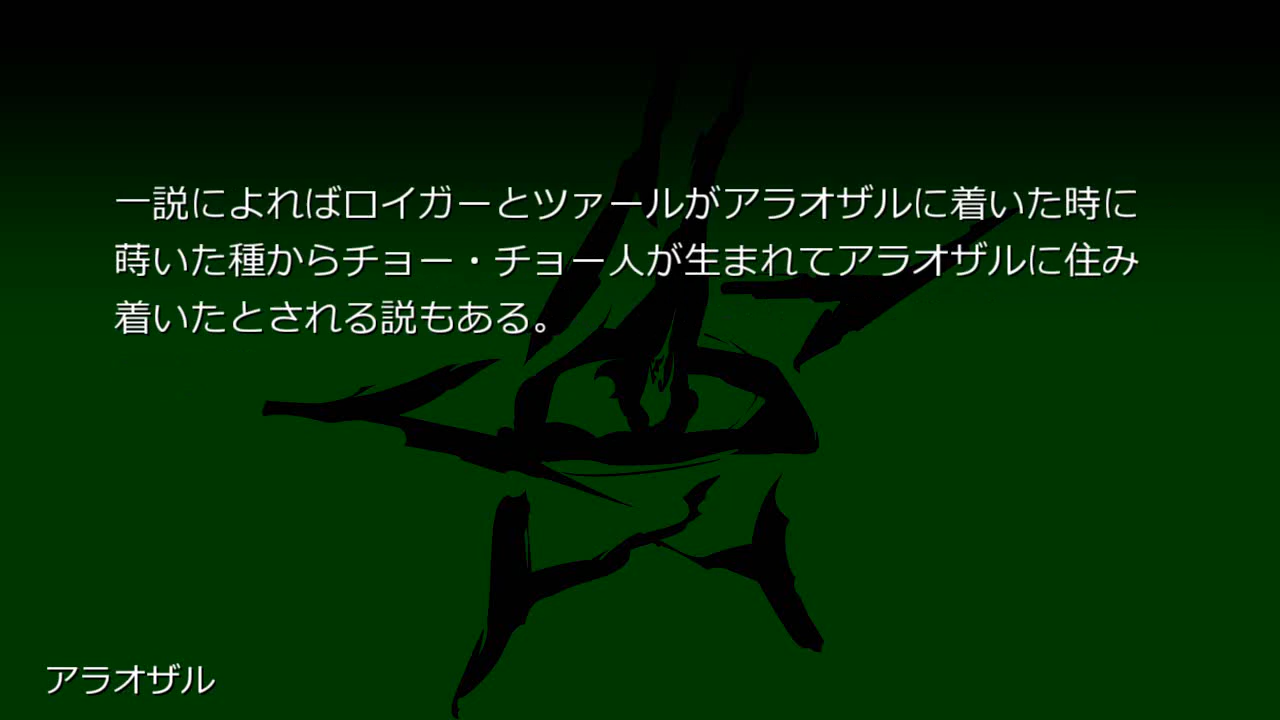 一説によればロイガーとツァールがアラオザルに着いた時に
蒔いた種からチョー・チョー人が生まれてアラオザルに住み
着いたとされる説もある。
アラオザル